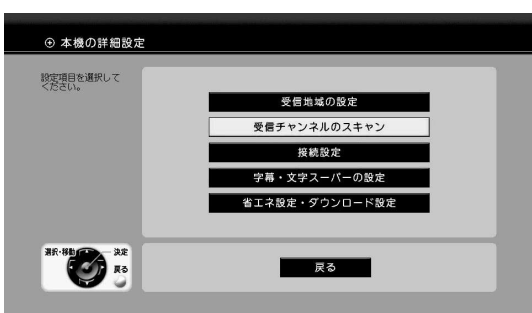 本機の詳細設定
設定項目を選択して
ください。
受信地域の設定
受信チャンネルのスキャン
接続設定
字幕・文字スーパーの設定
省エネ設定・ダウンロード設定
選択・移動
決定
戻る
戻る